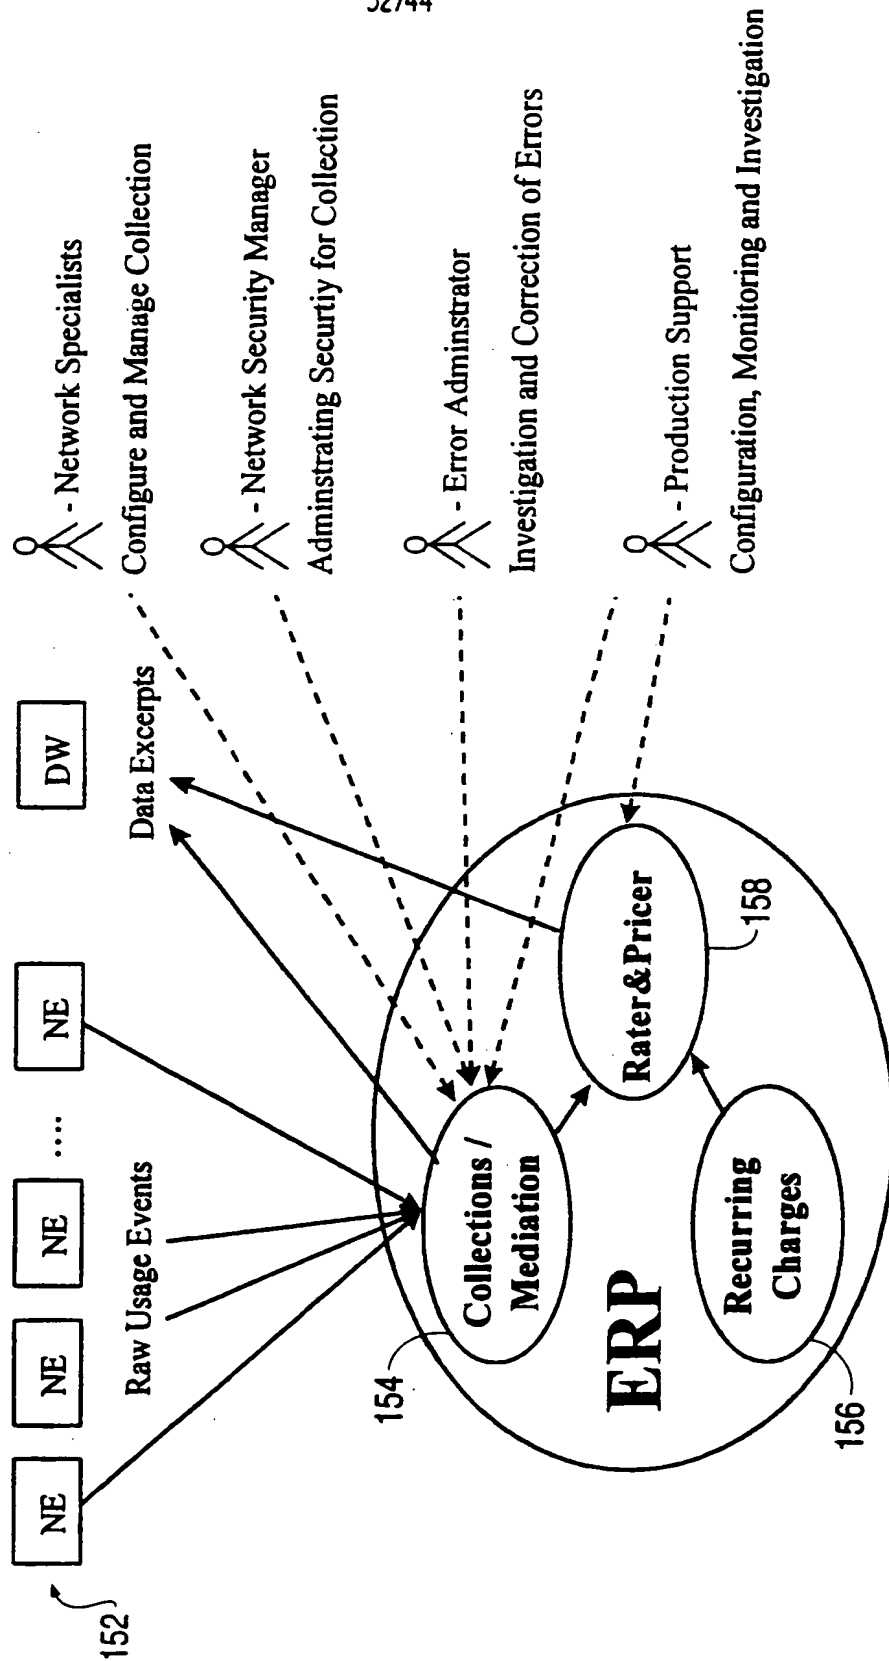 152
NE
NE
NE
....
NE
DW
Raw Usage Events
Data Excerpts
- Network Specialists
Configure and Manage Collection
- Network Security Manager
Adminstrating Securtiy for Collection
- Error Adminstrator
Investigation and Correction of Errors
- Production Support
Configuration, Monitoring and Investigation
154
Collections /
Mediation
ERP
Rater&Pricer
158
Recurring
Charges
156